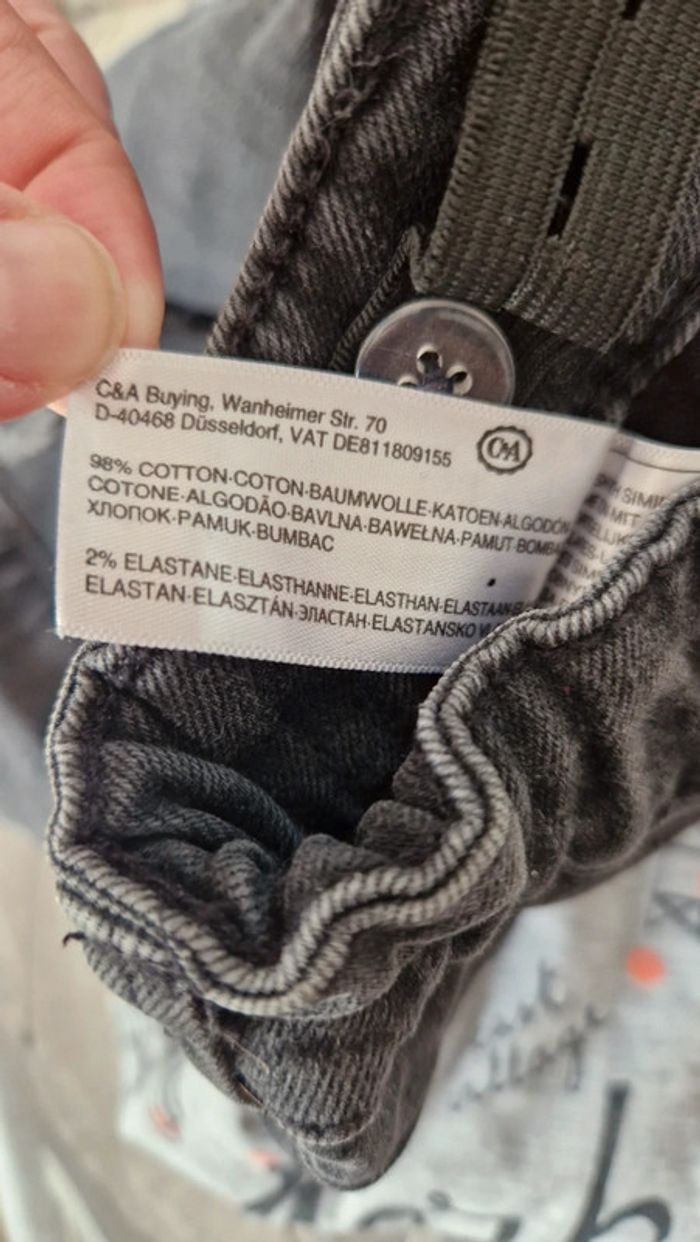 C&A Buying, Wanheimer Str. 70
D-40468 Düsseldorf, VAT DE811809155
C&A
98% COTTON·COTON·BAUMWOLLE·KATOEN·ALGODÓN
COTONE·ALGODÃO·BAVLNA·BAWEŁNA·PAMUT·BOMBA
ХЛОПОК·PAMUK·BUMBAC
2% ELASTANE·ELASTHANNE·ELASTHAN·ELASTAAN
ELASTAN·ELASZTÁN·ЭЛАСТАН·ELASTANSKO